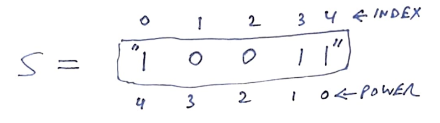 0 1 2 3 4 ← INDEX
S = "1 0 0 1 1"
4 3 2 1 0 ← POWER